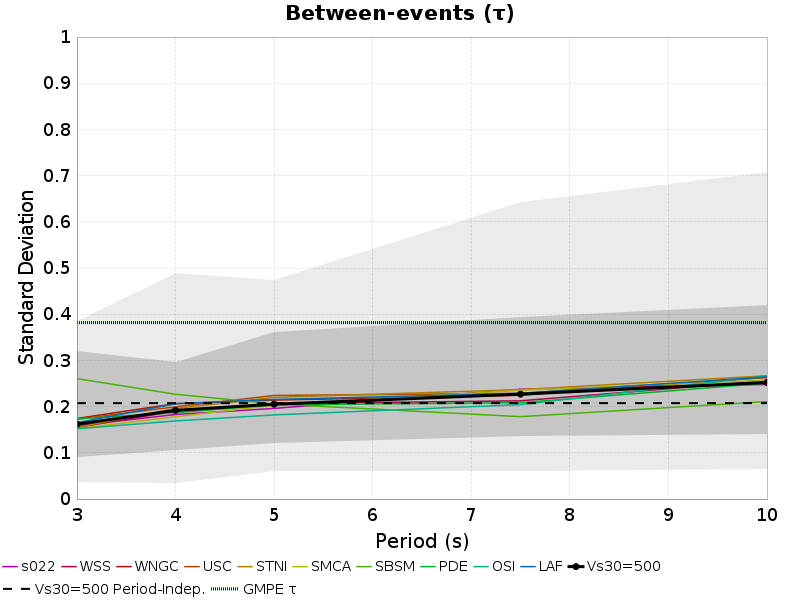 Between-events (τ)
1
0.9
0.8
0.7
0.6
0.5
0.4
0.3
0.2
0.1
0
Standard Deviation
3 4 5 6 7 8 9 10
Period (s)
s022 WSS WNGC USC STNI SMCA SBSM PDE OSI LAF Vs30=500
Vs30=500 Period-Indep. GMPE τ